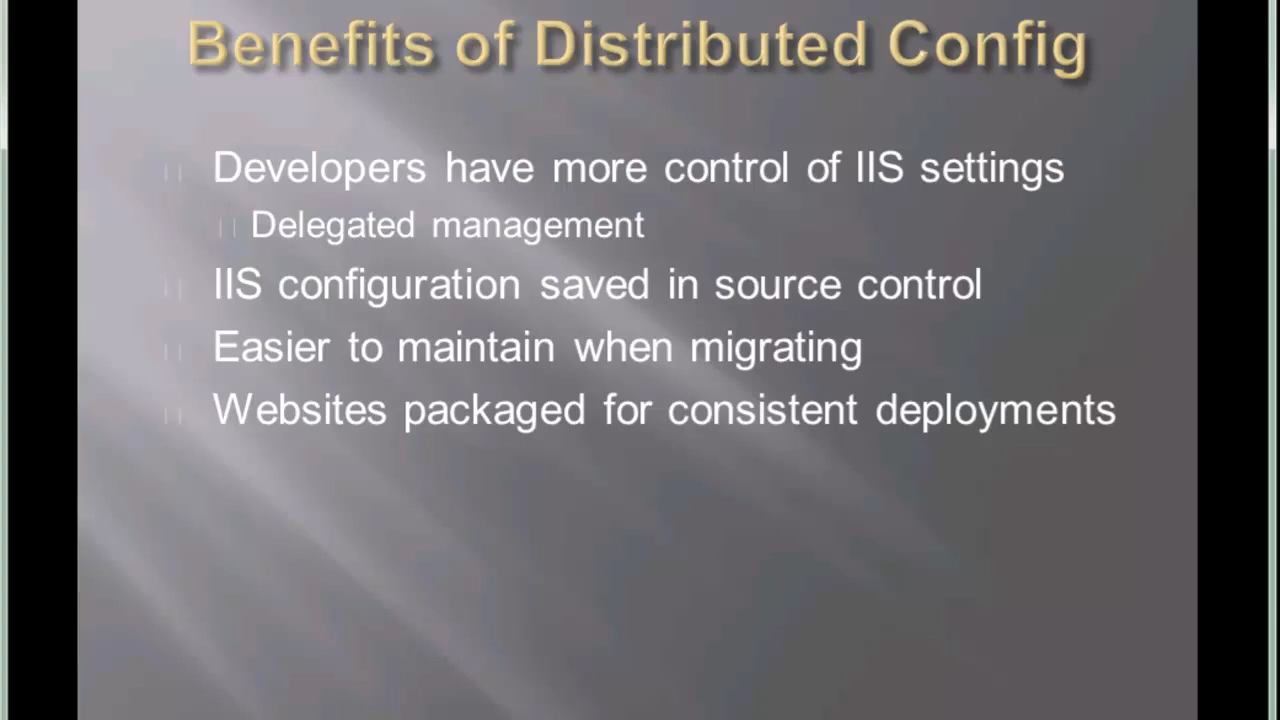 Benefits of Distributed Config
Developers have more control of IIS settings
Delegated management
IIS configuration saved in source control
Easier to maintain when migrating
Websites packaged for consistent deployments